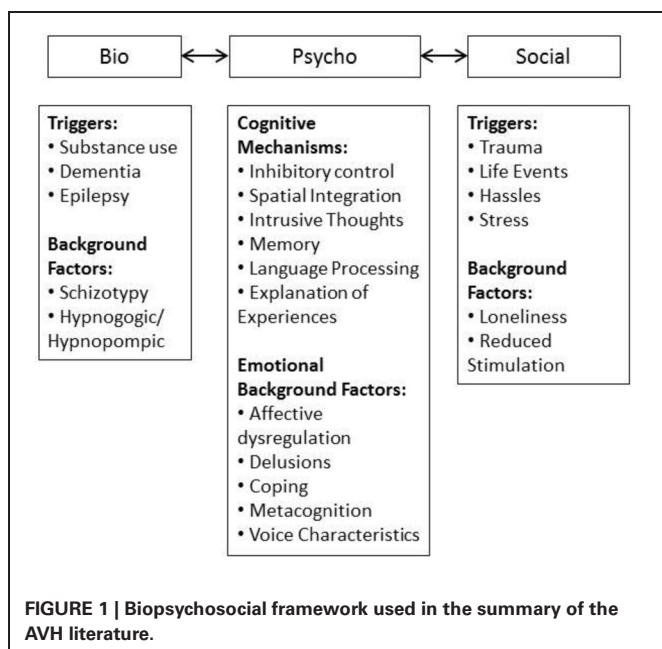 Bio
Psycho
Social
Triggers:
• Substance use
• Dementia
• Epilepsy
Background
Factors:
• Schizotypy
• Hypnogogic/
Hypnopompic
Cognitive
Mechanisms:
• Inhibitory control
• Spatial Integration
• Intrusive Thoughts
• Memory
• Language Processing
• Explanation of
Experiences
Emotional
Background Factors:
• Affective
dysregulation
• Delusions
• Coping
• Metacognition
• Voice Characteristics
Triggers:
• Trauma
• Life Events
• Hassles
• Stress
Background
Factors:
• Loneliness
• Reduced
Stimulation
FIGURE 1 | Biopsychosocial framework used in the summary of the
AVH literature.